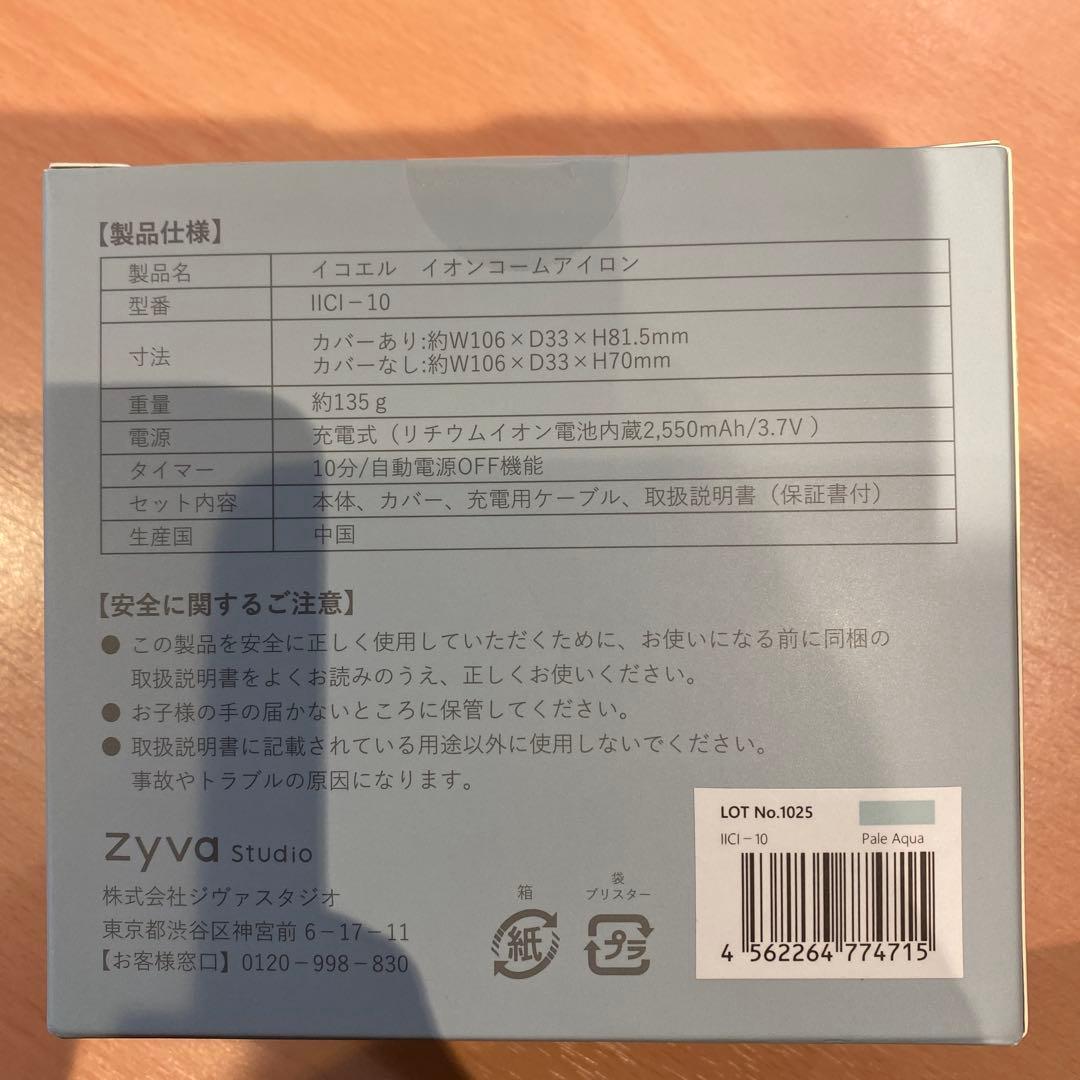 【製品仕様】
製品名 イコエル イオンコームアイロン
型番 IICI－10
寸法 カバーあり:約W106×D33×H81.5mm
カバーなし:約W106×D33×H70mm
重量 約135g
電源 充電式（リチウムイオン電池内蔵2,550mAh/3.7V）
タイマー 10分/自動電源OFF機能
セット内容 本体、カバー、充電用ケーブル、取扱説明書（保証書付）
生産国 中国
【安全に関するご注意】
● この製品を安全に正しく使用していただくために、お使いになる前に同梱の
取扱説明書をよくお読みのうえ、正しくお使いください。
● お子様の手の届かないところに保管してください。
● 取扱説明書に記載されている用途以外に使用しないでください。
事故やトラブルの原因になります。
zyva Studio
株式会社ジヴァスタジオ
東京都渋谷区神宮前 6－17－11
【お客様窓口】0120－998－830
箱
紙
袋
ブリスター
プラ
LOT No.1025
IICI－10 Pale Aqua
4 562264 774715